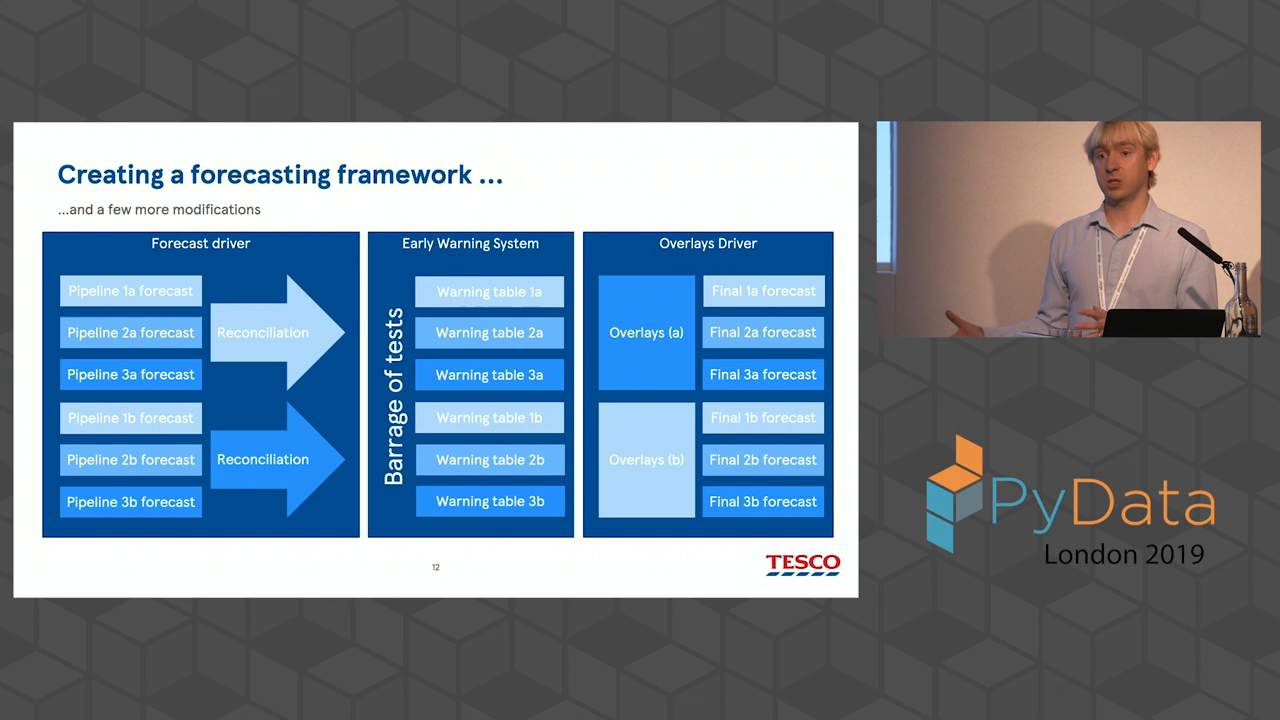 Creating a forecasting framework ...
...and a few more modifications
Forecast driver
Pipeline 1a forecast
Pipeline 2a forecast
Pipeline 3a forecast
Pipeline 1b forecast
Pipeline 2b forecast
Pipeline 3b forecast
Reconciliation
Reconciliation
Early Warning System
Barrage of tests
Warning table 1a
Warning table 2a
Warning table 3a
Warning table 1b
Warning table 2b
Warning table 3b
Overlays Driver
Overlays (a)
Overlays (b)
Final 1a forecast
Final 2a forecast
Final 3a forecast
Final 1b forecast
Final 2b forecast
Final 3b forecast
12
TESCO
PyData
London 2019